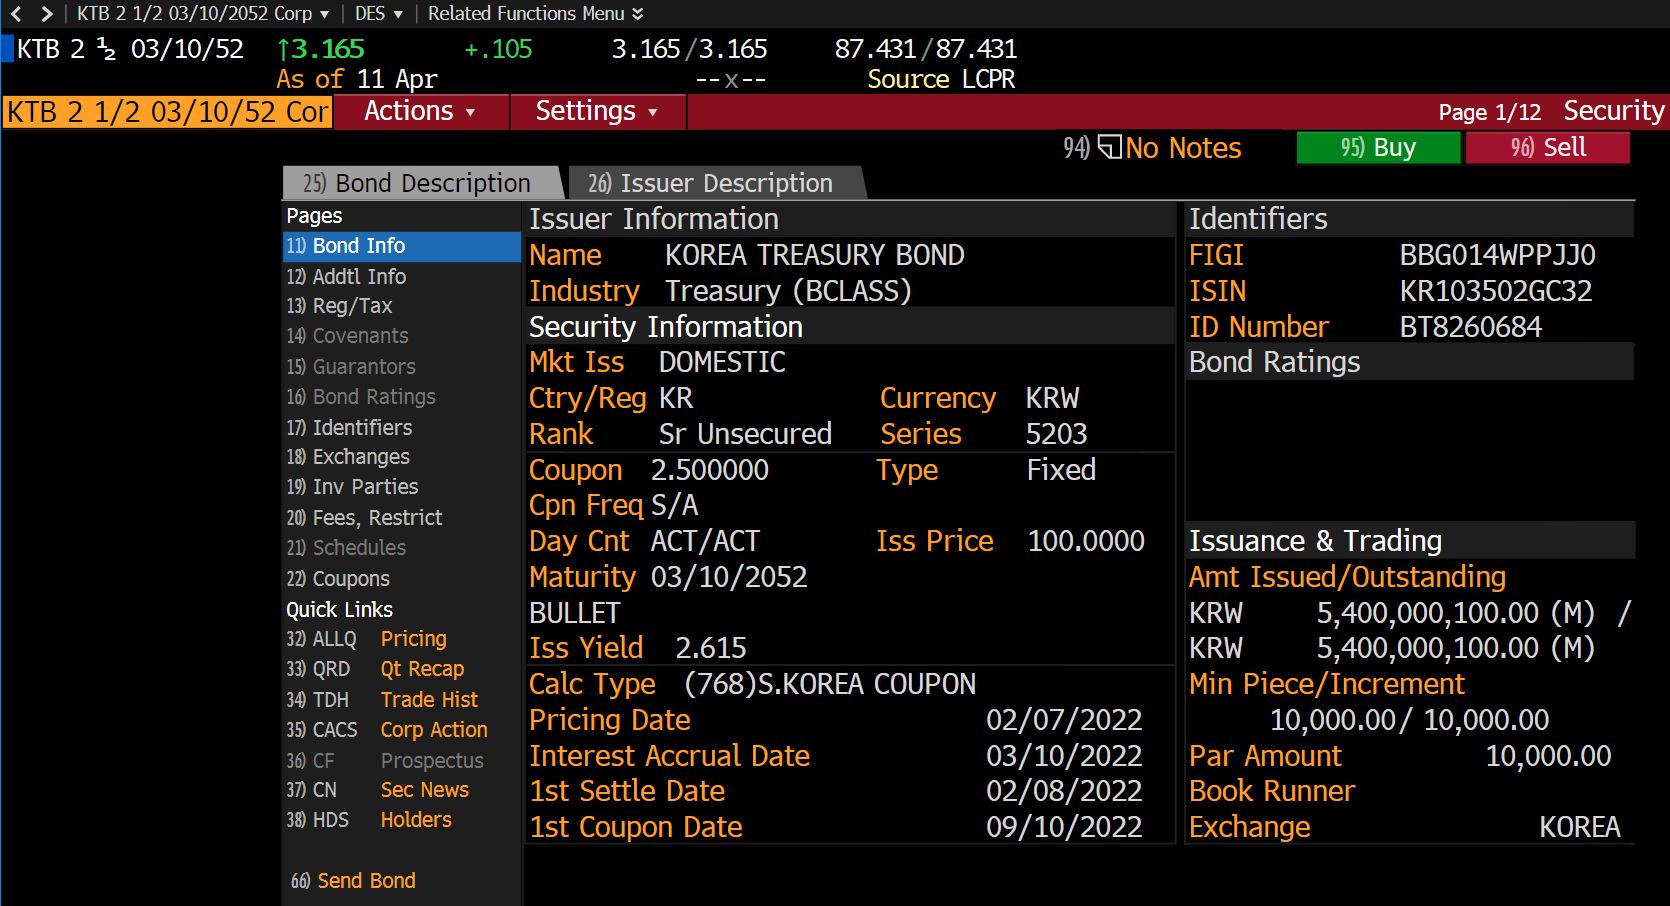 KTB 2 1/2 03/10/2052 Corp DES Related Functions Menu
KTB 2 ½ 03/10/52 ↑3.165 +.105 3.165/3.165 87.431/87.431
As of 11 Apr --x-- Source LCPR
KTB 2 1/2 03/10/52 Cor Actions Settings Page 1/12 Security
94) No Notes 95) Buy 96) Sell
25) Bond Description 26) Issuer Description
Pages
11) Bond Info
12) Addtl Info
13) Reg/Tax
14) Covenants
15) Guarantors
16) Bond Ratings
17) Identifiers
18) Exchanges
19) Inv Parties
20) Fees, Restrict
21) Schedules
22) Coupons
Quick Links
32) ALLQ Pricing
33) QRD Qt Recap
34) TDH Trade Hist
35) CACS Corp Action
36) CF Prospectus
37) CN Sec News
38) HDS Holders
66) Send Bond
Issuer Information
Name KOREA TREASURY BOND
Industry Treasury (BCLASS)
Security Information
Mkt Iss DOMESTIC
Ctry/Reg KR Currency KRW
Rank Sr Unsecured Series 5203
Coupon 2.500000 Type Fixed
Cpn Freq S/A
Day Cnt ACT/ACT Iss Price 100.0000
Maturity 03/10/2052
BULLET
Iss Yield 2.615
Calc Type (768)S.KOREA COUPON
Pricing Date 02/07/2022
Interest Accrual Date 03/10/2022
1st Settle Date 02/08/2022
1st Coupon Date 09/10/2022
Identifiers
FIGI BBG014WPPJJ0
ISIN KR103502GC32
ID Number BT8260684
Bond Ratings
Issuance & Trading
Amt Issued/Outstanding
KRW 5,400,000,100.00 (M) /
KRW 5,400,000,100.00 (M)
Min Piece/Increment
10,000.00/ 10,000.00
Par Amount 10,000.00
Book Runner
Exchange KOREA